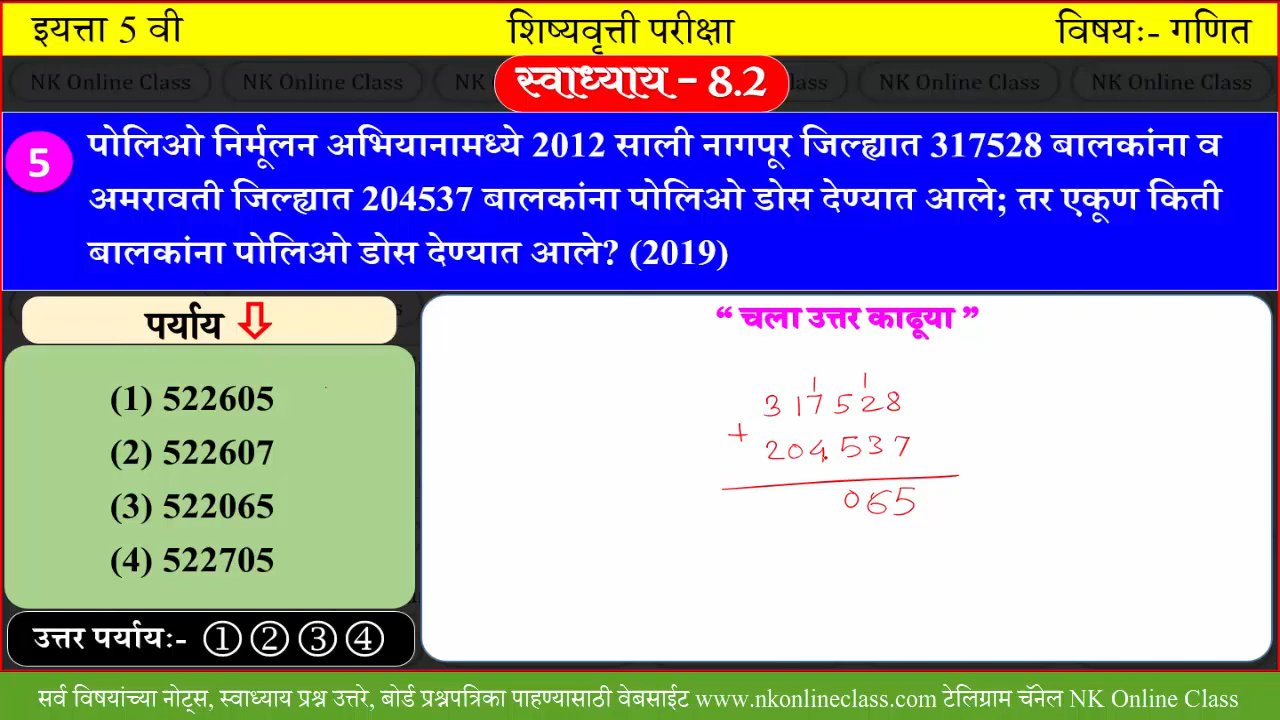 इयत्ता 5 वी शिष्यवृत्ती परीक्षा विषयः- गणित
NK Online Class NK Online Class NK Class NK Online Class NK Online Class
स्वाध्याय - 8.2
5
पोलिओ निर्मूलन अभियानामध्ये 2012 साली नागपूर जिल्ह्यात 317528 बालकांना व
अमरावती जिल्ह्यात 204537 बालकांना पोलिओ डोस देण्यात आले; तर एकूण किती
बालकांना पोलिओ डोस देण्यात आले? (2019)
पर्याय
(1) 522605
(2) 522607
(3) 522065
(4) 522705
उत्तर पर्यायः- ① ② ③ ④
“ चला उत्तर काढूया ”
1 1
317528
+
204537
065
सर्व विषयांच्या नोट्स, स्वाध्याय प्रश्न उत्तरे, बोर्ड प्रश्नपत्रिका पाहण्यासाठी वेबसाईट www.nkonlineclass.com टेलिग्राम चॅनेल NK Online Class